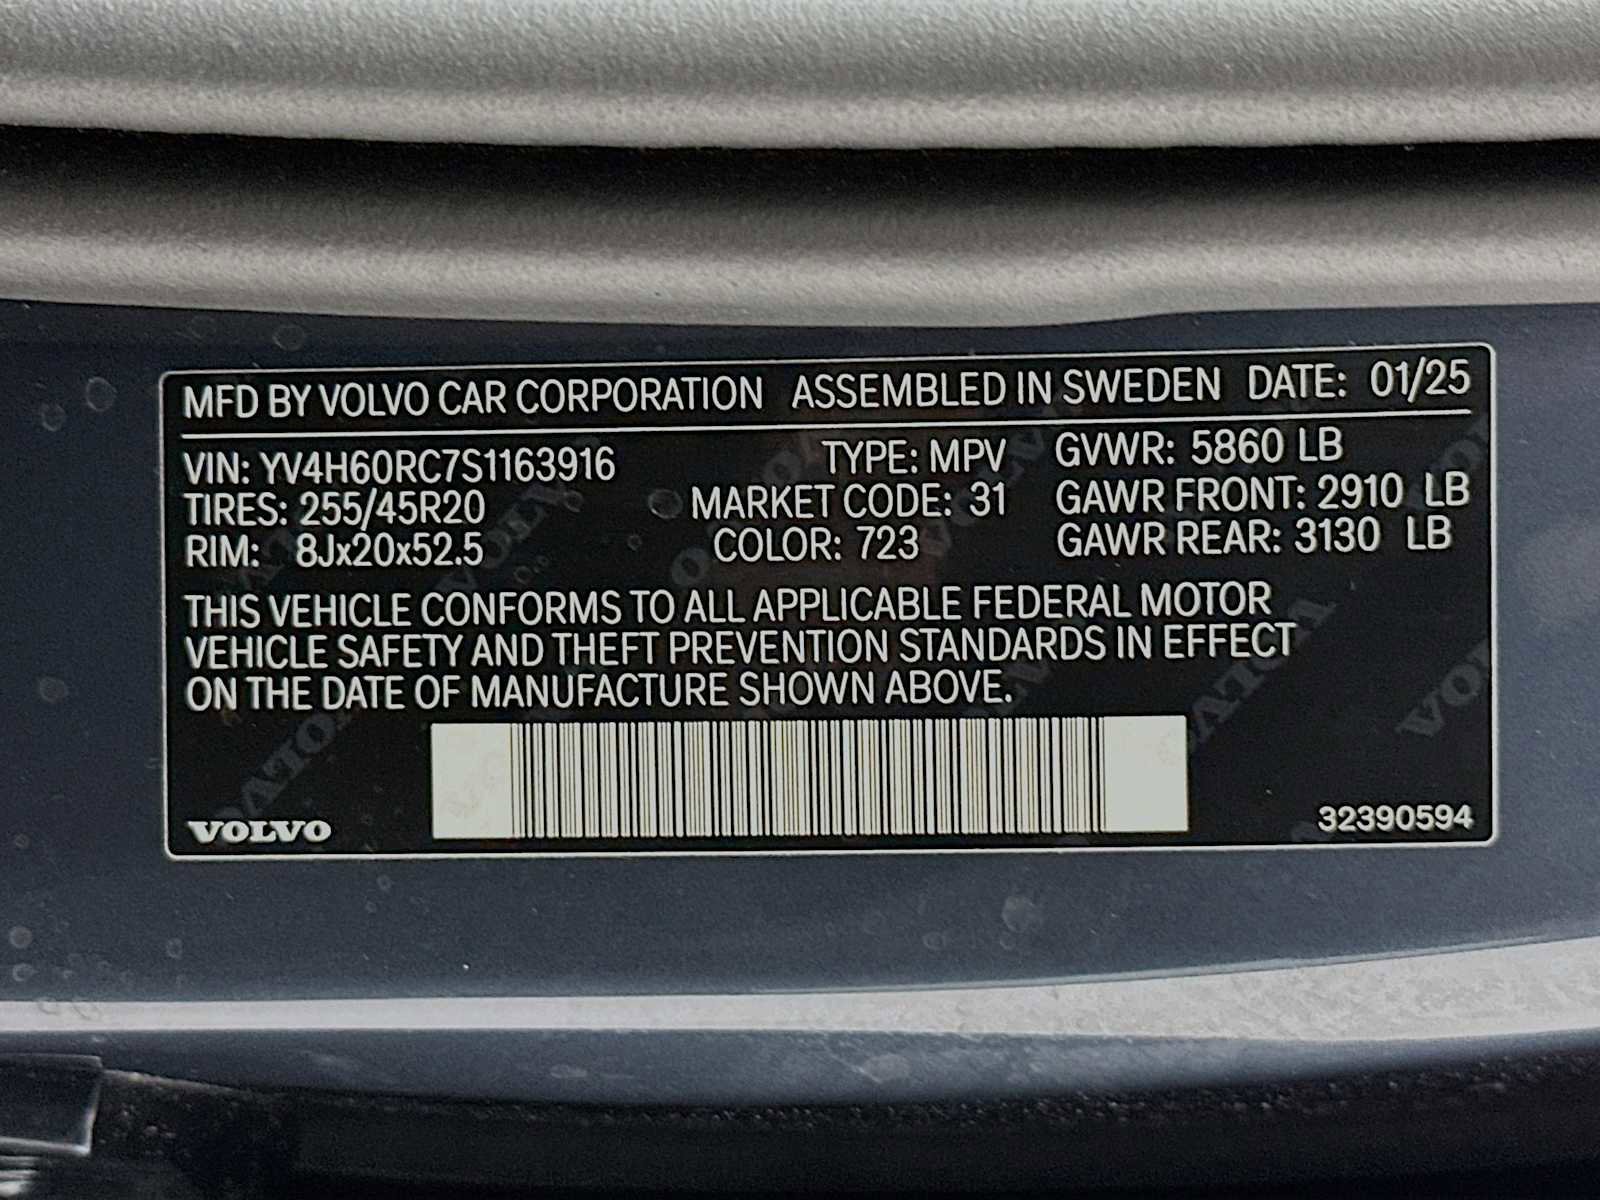 MFD BY VOLVO CAR CORPORATION ASSEMBLED IN SWEDEN DATE: 01/25
VIN: YV4H60RC7S1163916 TYPE: MPV GVWR: 5860 LB
TIRES: 255/45R20 MARKET CODE: 31 GAWR FRONT: 2910 LB
RIM: 8Jx20x52.5 COLOR: 723 GAWR REAR: 3130 LB
THIS VEHICLE CONFORMS TO ALL APPLICABLE FEDERAL MOTOR
VEHICLE SAFETY AND THEFT PREVENTION STANDARDS IN EFFECT
ON THE DATE OF MANUFACTURE SHOWN ABOVE.
VOLVO 32390594